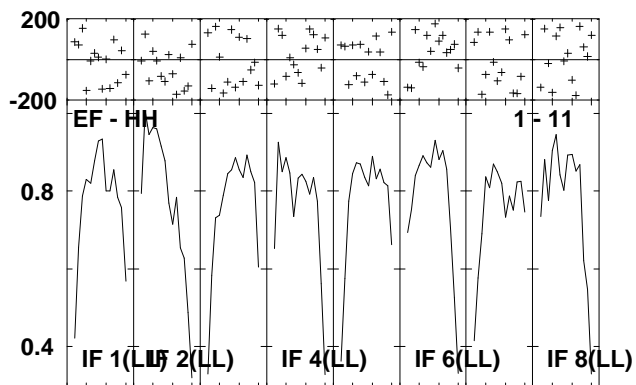 200
-200
EF - HH 1 - 11
0.8
0.4
IF 1(LL) IF 2(LL) IF 4(LL) IF 6(LL) IF 8(LL)